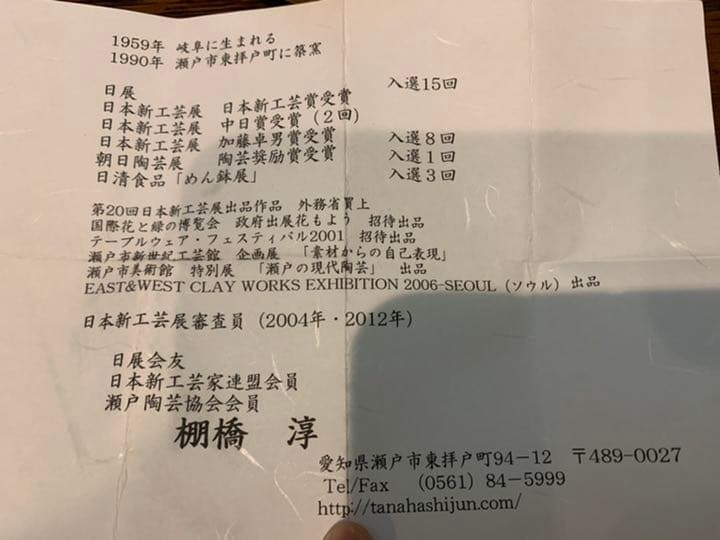 1959年 岐阜に生まれる
1990年 瀬戸市東拝戸町に築窯
日展 入選15回
日本新工芸展 日本新工芸賞受賞
日本新工芸展 中日賞受賞(2回)
日本新工芸展 加藤卓男賞受賞 入選8回
朝日陶芸展 陶芸奨励賞受賞 入選1回
日清食品「めん鉢展」 入選3回
第20回日本新工芸展出品作品 外務省買上
国際花と緑の博覧会 政府出展花もよう 招待出品
テーブルウェア・フェスティバル2001 招待出品
瀬戸市新世紀工芸館 企画展 「素材からの自己表現」
瀬戸市美術館 特別展 「瀬戸の現代陶芸」 出品
EAST&WEST CLAY WORKS EXHIBITION 2006-SEOUL(ソウル)出品
日本新工芸展審査員(2004年・2012年)
日展会友
日本新工芸家連盟会員
瀬戸陶芸協会会員
棚橋 淳
愛知県瀬戸市東拝戸町94-12 〒489-0027
Tel/Fax (0561)84-5999
http://tanahashijun.com/